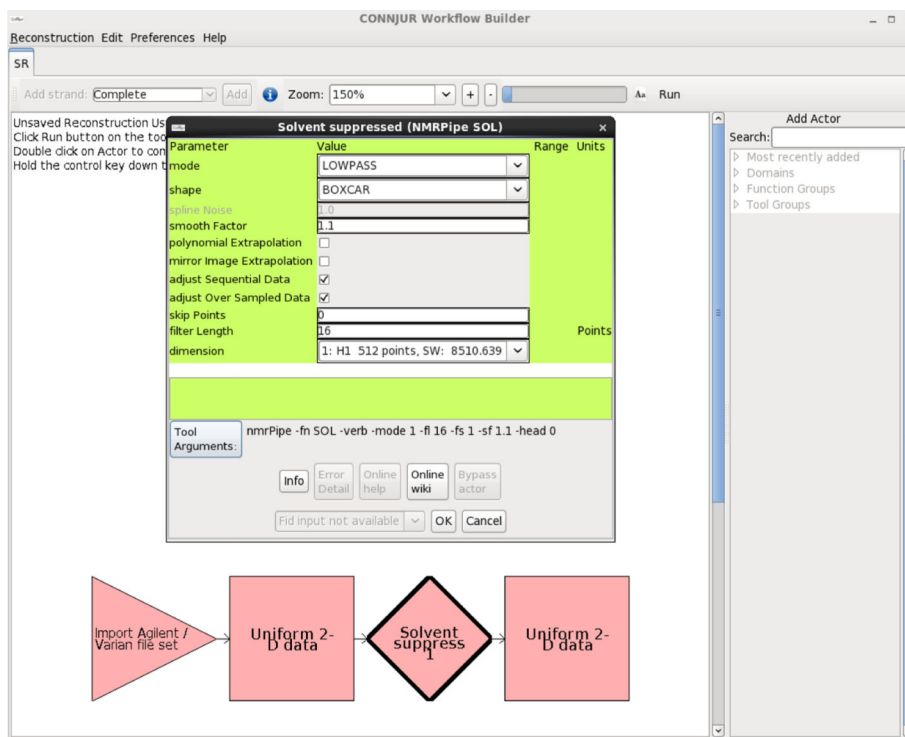 CONNJUR Workflow Builder
Reconstruction Edit Preferences Help
SR
Add strand: Complete Add Zoom: 150% + - Aa Run
Unsaved Reconstruction Us
Click Run button on the too
Double click on Actor to con
Hold the control key down t
Solvent suppressed (NMRPipe SOL) ×
Parameter Value Range Units
mode LOWPASS
shape BOXCAR
spline Noise 1.0
smooth Factor 1.1
polynomial Extrapolation
mirror Image Extrapolation
adjust Sequential Data
adjust Over Sampled Data
skip Points 0
filter Length 16 Points
dimension 1: H1 512 points, SW: 8510.639
Tool
Arguments:
nmrPipe -fn SOL -verb -mode 1 -fl 16 -fs 1 -sf 1.1 -head 0
Info
Error
Detail
Online
help
Online
wiki
Bypass
actor
Fid input not available OK Cancel
Add Actor
Search:
Most recently added
Domains
Function Groups
Tool Groups
Import Agilent /
Varian file set
Uniform 2-
D data
Solvent
suppress
1
Uniform 2-
D data